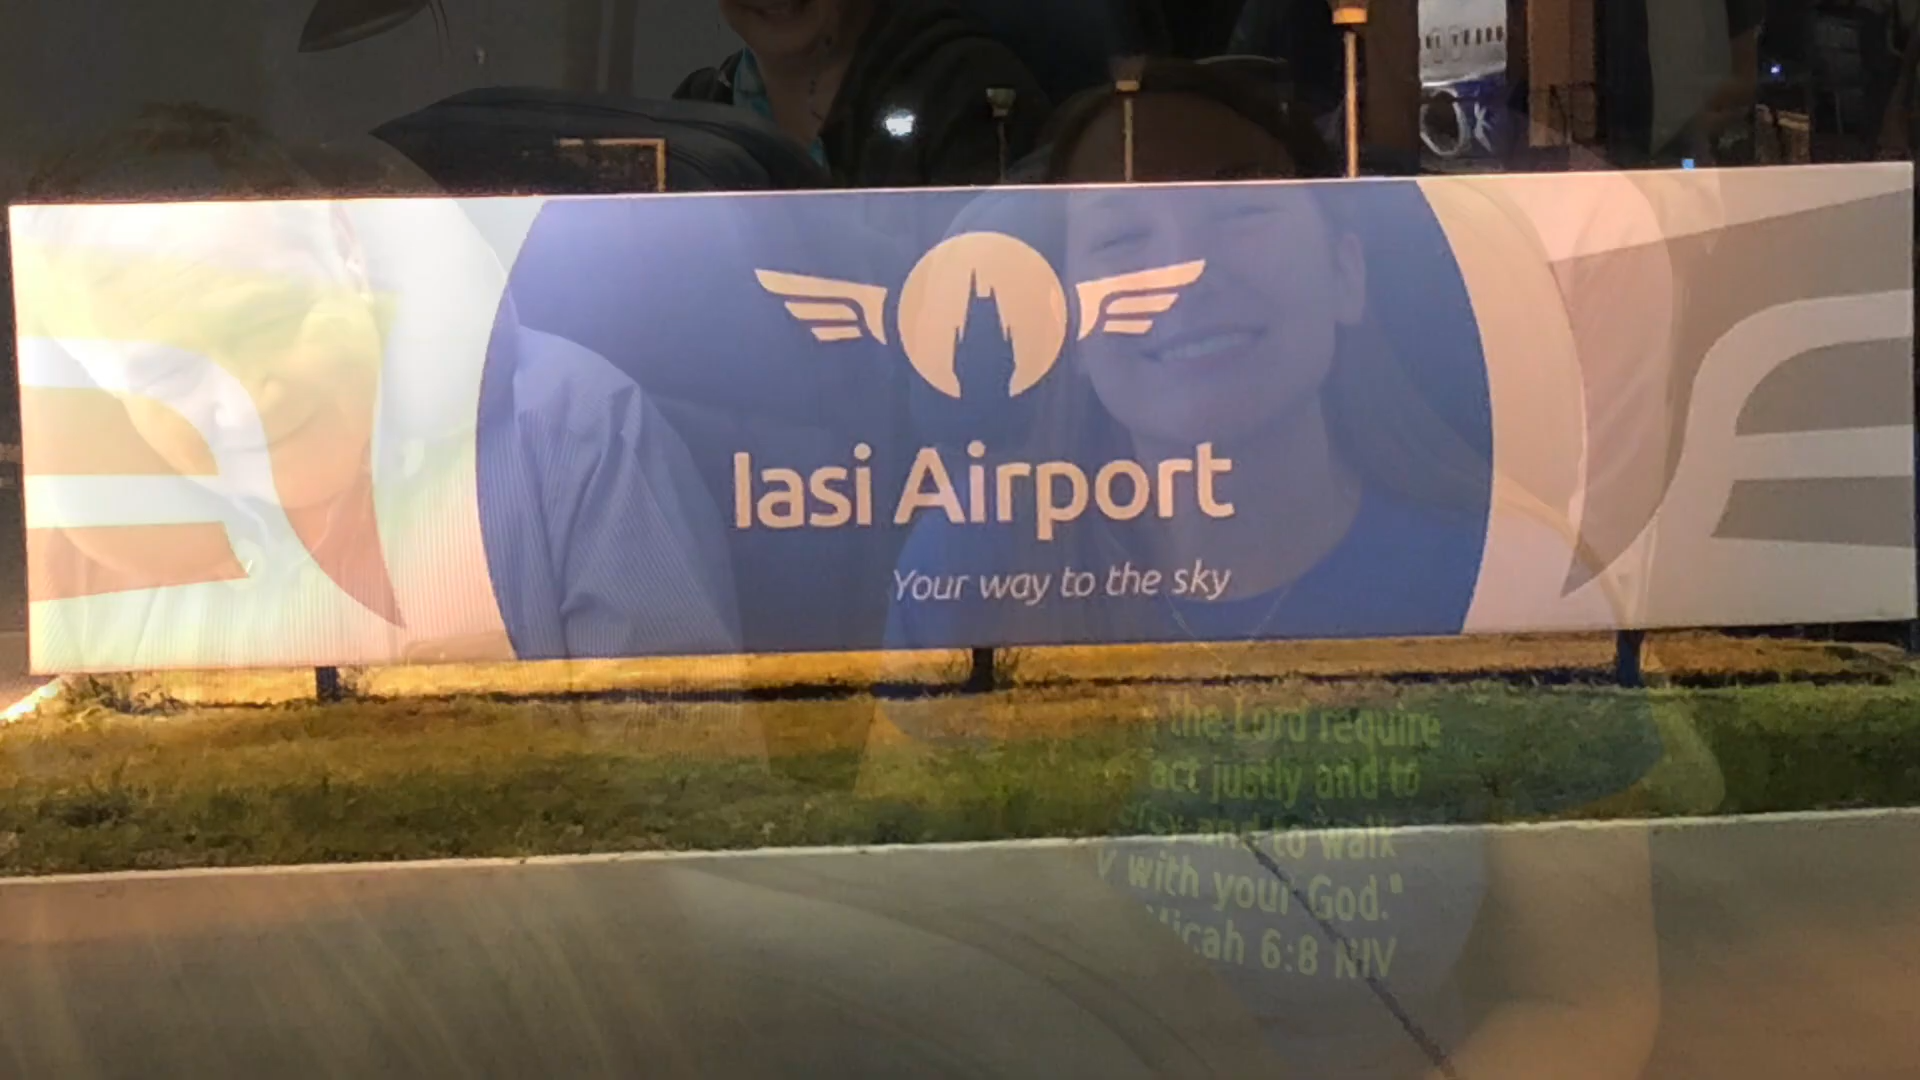 Iasi Airport
Your way to the sky
the Lord require
act justly and to
and to walk
with your God."
Micah 6:8 NIV